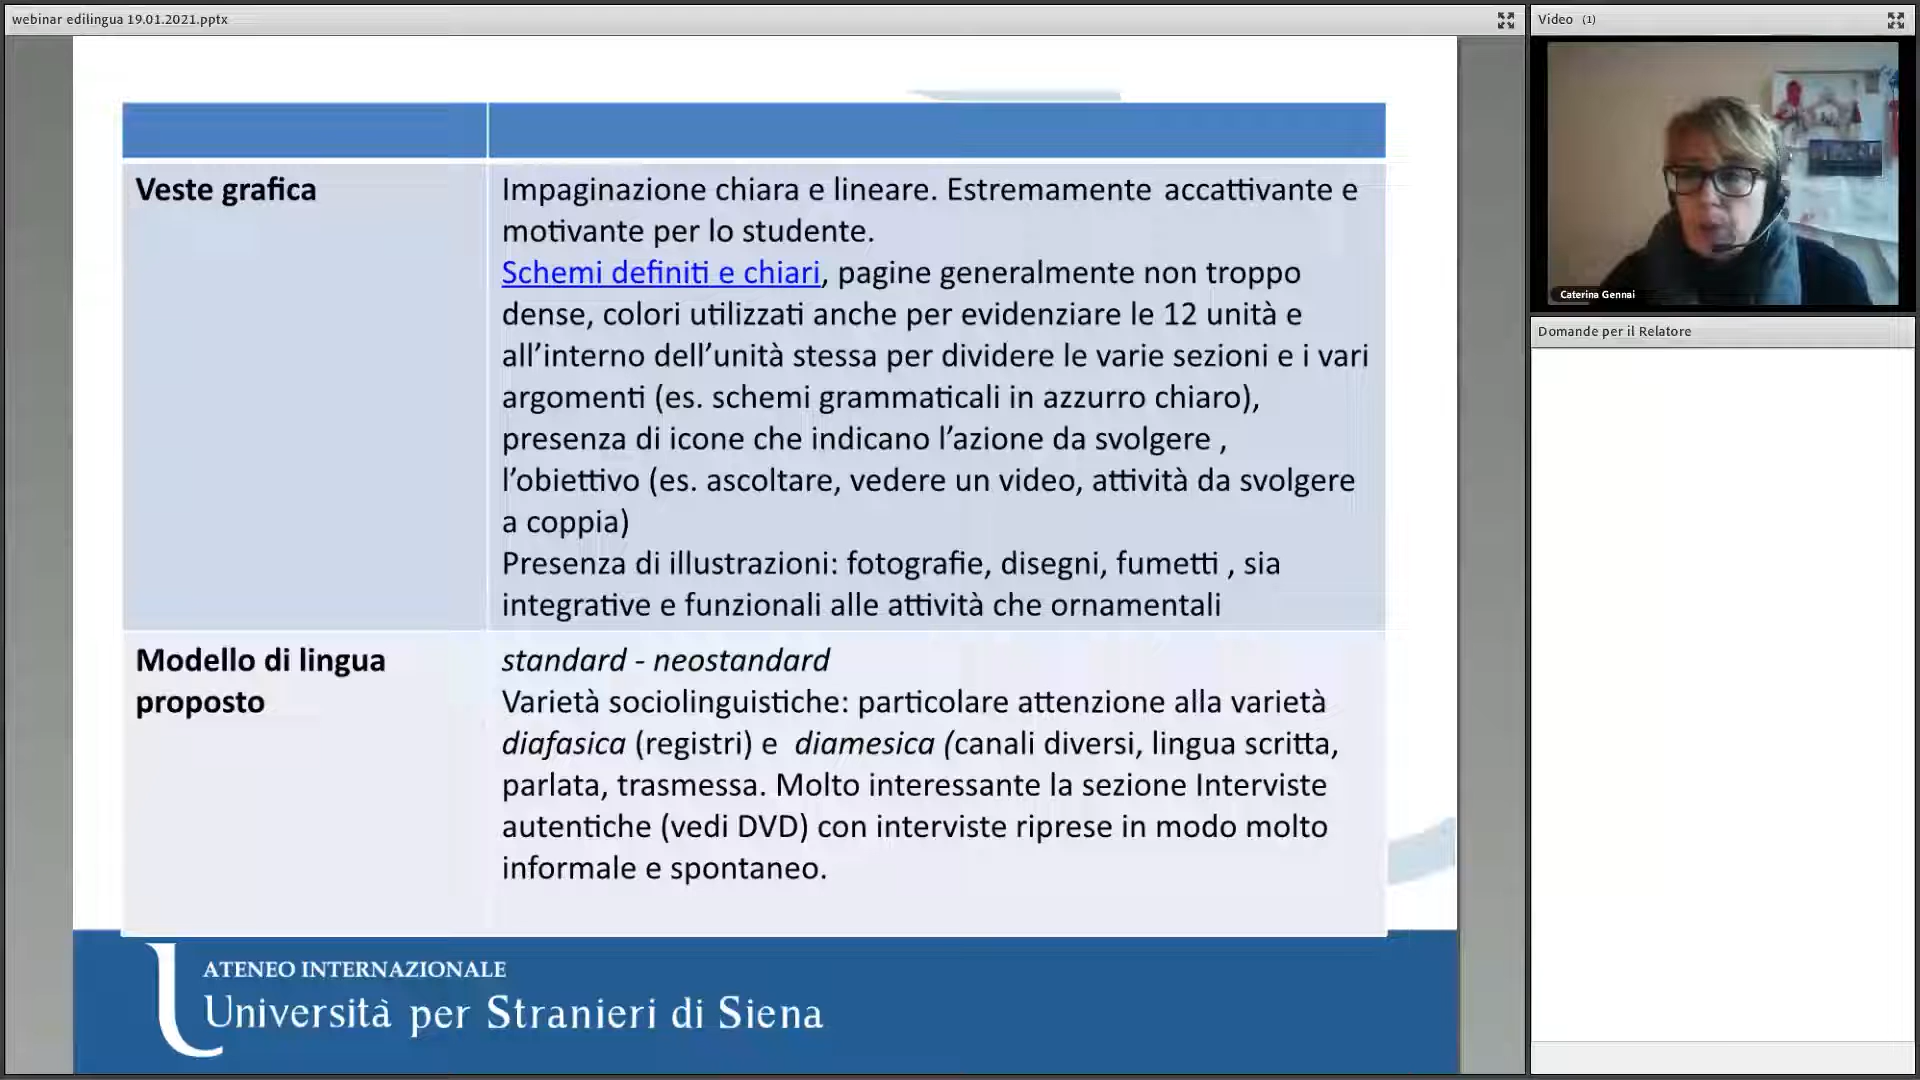 webinar edilingua 19.01.2021.pptx
Veste grafica
Impaginazione chiara e lineare. Estremamente accattivante e
motivante per lo studente.
Schemi definiti e chiari, pagine generalmente non troppo
dense, colori utilizzati anche per evidenziare le 12 unità e
all’interno dell’unità stessa per dividere le varie sezioni e i vari
argomenti (es. schemi grammaticali in azzurro chiaro),
presenza di icone che indicano l’azione da svolgere ,
l’obiettivo (es. ascoltare, vedere un video, attività da svolgere
a coppia)
Presenza di illustrazioni: fotografie, disegni, fumetti , sia
integrative e funzionali alle attività che ornamentali
Modello di lingua
proposto
standard - neostandard
Varietà sociolinguistiche: particolare attenzione alla varietà
diafasica (registri) e diamesica (canali diversi, lingua scritta,
parlata, trasmessa. Molto interessante la sezione Interviste
autentiche (vedi DVD) con interviste riprese in modo molto
informale e spontaneo.
ATENEO INTERNAZIONALE
Università per Stranieri di Siena
Video (1)
Caterina Gennai
Domande per il Relatore